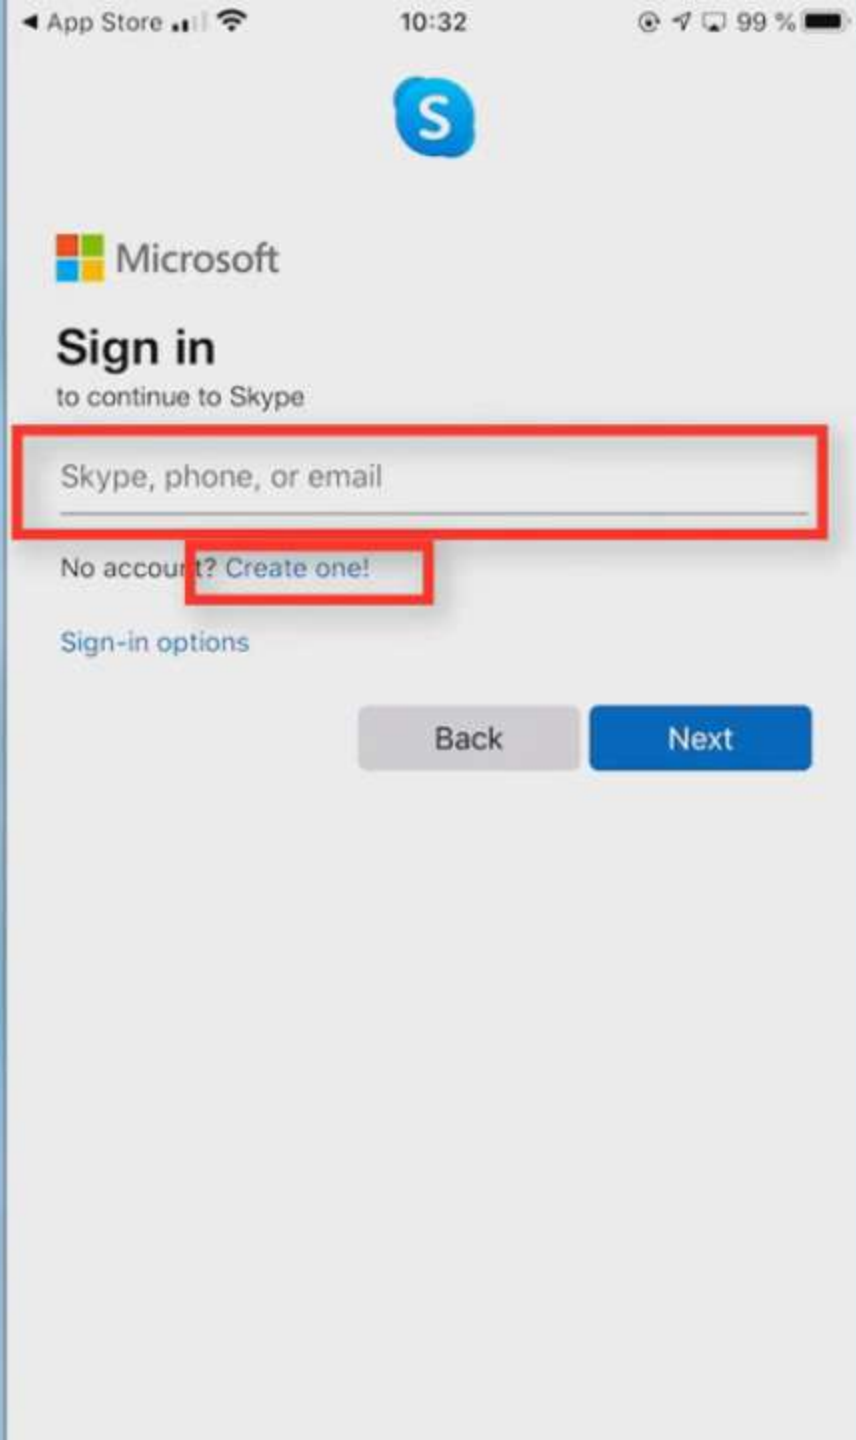 ◀ App Store 10:32 99 %
S
Microsoft
Sign in
to continue to Skype
Skype, phone, or email
No account? Create one!
Sign-in options
Back Next